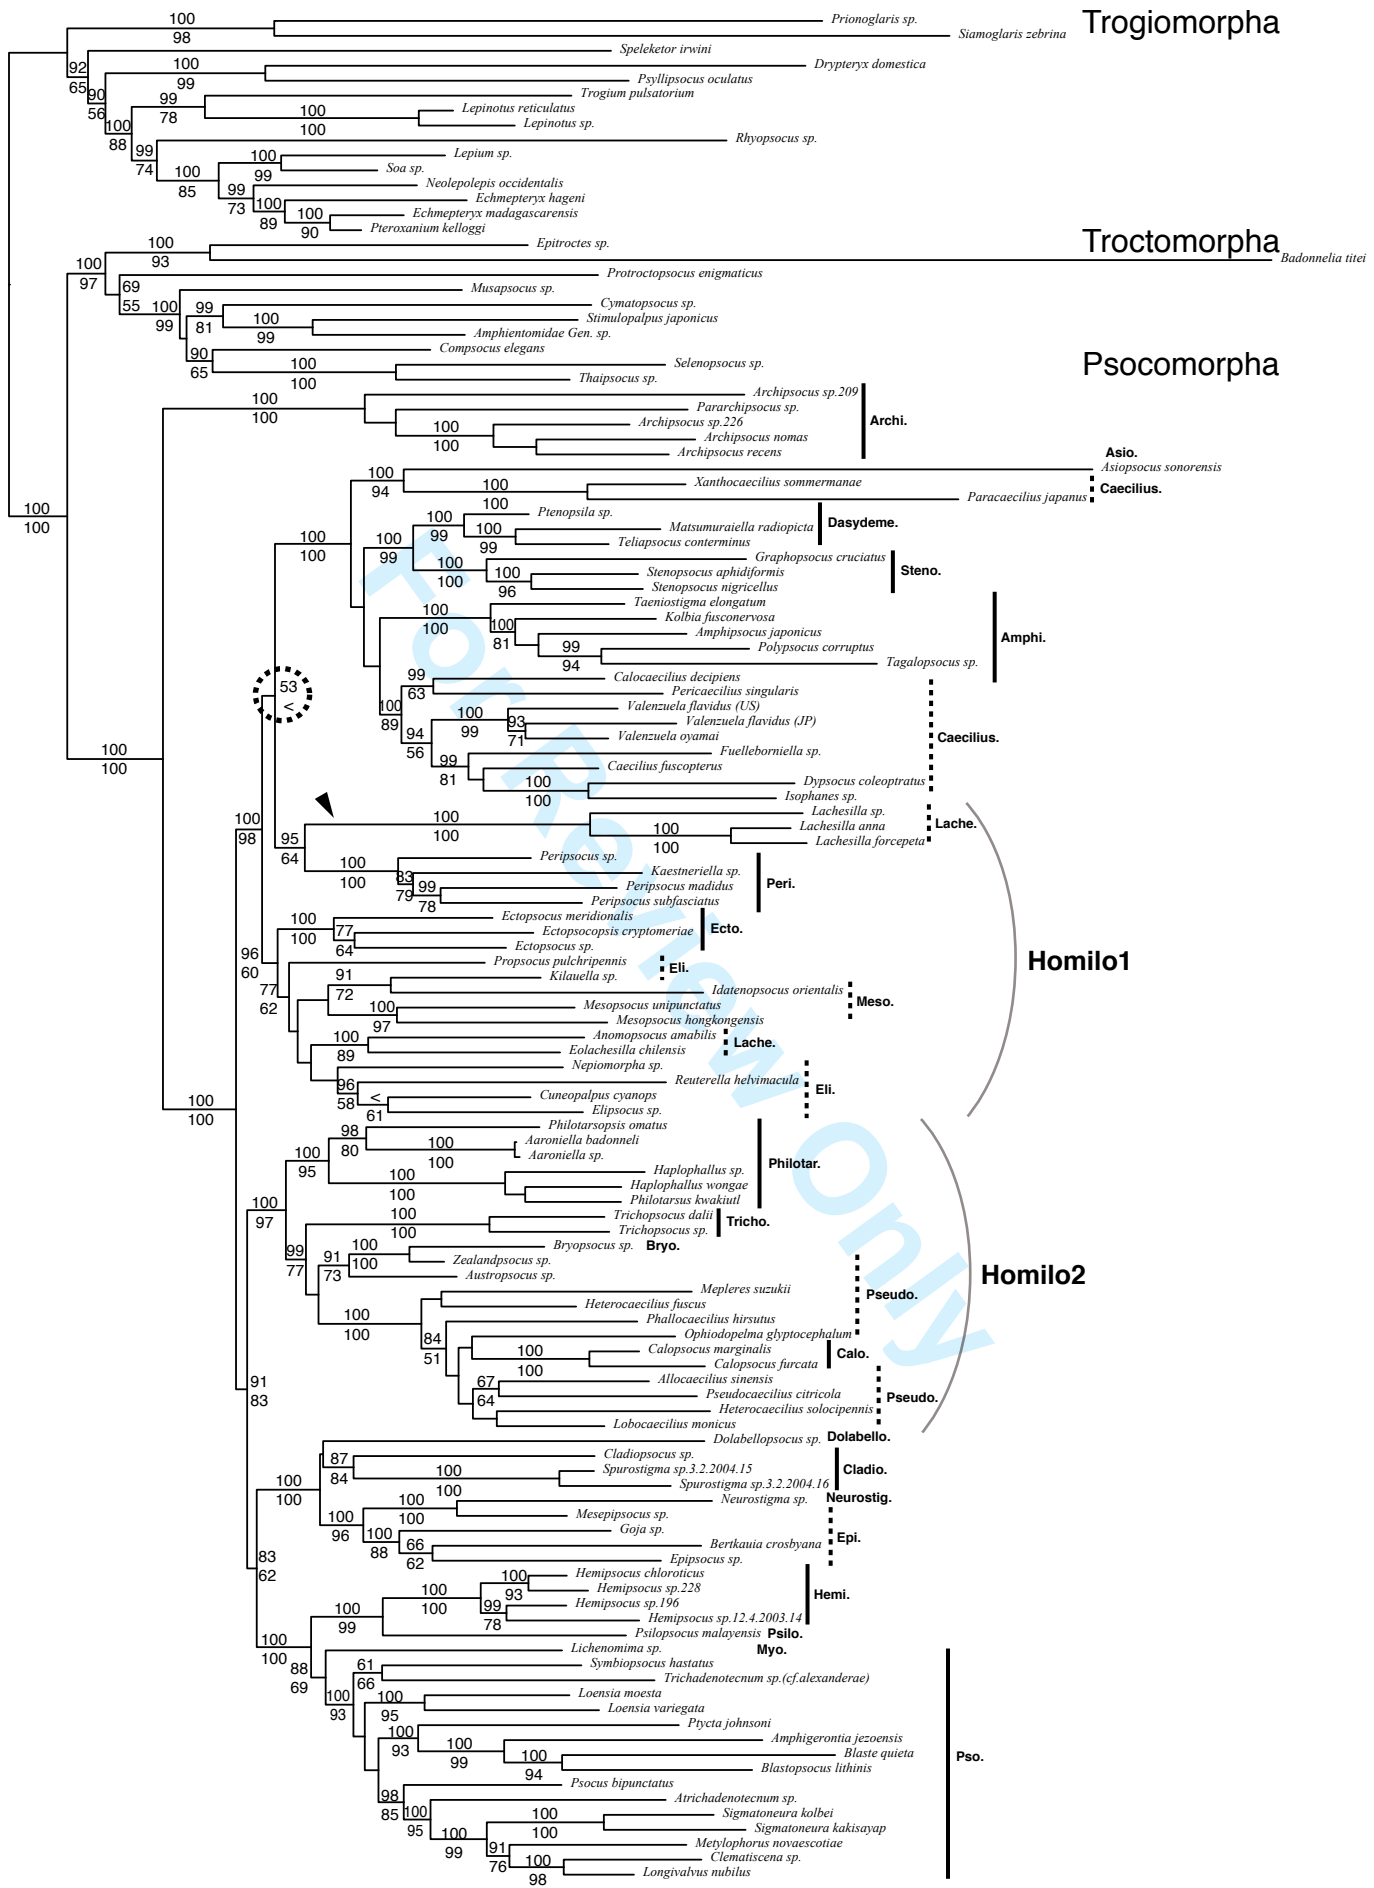 100
Prionoglaris sp.
Trogiomorpha
98
Siamoglaris zebrina
Speleketor irwini
92
65
100
Drypteryx domestica
99
Psyllipsocus oculatus
90
56
99
Trogium pulsatorium
78
Lepinotus reticulatus
100
Lepinotus sp.
100
100
88
Rhyopsocus sp.
99
74
100
Lepium sp.
99
Soa sp.
100
85
Neolepolepis occidentalis
99
73
Echmepteryx hageni
100
89
Echmepteryx madagascarensis
100
90
Pteroxanium kelloggi
Troctomorpha
100
Epitroctes sp.
93
Badonnelia titei
100
97
Protroctopsocus enigmaticus
69
55
Musapsocus sp.
100
99
Cymatopsocus sp.
99
81
Stimulopalpus japonicus
100
99
Amphientomidae Gen. sp.
Compsocus elegans
90
65
Selenopsocus sp.
100
100
Thaipsocus sp.
Psocomorpha
Archipsocus sp.209
100
100
Pararchipsocus sp.
Archipsocus sp.226
Archi.
100
100
Archipsocus nomas
Archipsocus recens
Asio.
Asiopsocus sonorensis
100
94
Xanthocaecilius sommermanae
Caecilius.
100
100
Paracaecilius japanus
100
100
Ptenopsila sp.
100
99
Matsumuraiella radiopicta
Dasydeme.
100
99
Teliapsocus conterminus
100
100
100
99
Graphopsocus cruciatus
100
100
Stenopsocus aphidiformis
Steno.
100
96
Stenopsocus nigricellus
Taeniostigma elongatum
100
100
Kolbia fusconervosa
100
81
Amphipsocus japonicus
Amphi.
Polypsocus corruptus
99
94
Tagalopsocus sp.
Calocaecilius decipiens
99
63
Pericaecilius singularis
53
<
100
89
Valenzuela flavidus (US)
100
99
Valenzuela flavidus (JP)
93
71
Valenzuela oyamai
94
56
Caecilius.
Fuelleborniella sp.
99
81
Caecilius fuscopterus
Dypsocus coleoptratus
100
100
Isophanes sp.
100
100
Lachesilla sp.
100
100
Lachesilla anna
Lache.
100
100
Lachesilla forcepeta
100
98
95
64
Peripsocus sp.
100
100
Kaestneriella sp.
83
79
Peripsocus madidus
Peri.
99
78
Peripsocus subfasciatus
Ectopsocus meridionalis
100
100
Ectopsocopsis cryptomeriae
Ecto.
77
64
Ectopsocus sp.
96
60
Propsocus pulchripennis
Eli.
Homilo1
77
62
Kilauella sp.
91
72
Idatenopsocus orientalis
Meso.
Mesopsocus unipunctatus
100
97
Mesopsocus hongkongensis
Anomopsocus amabilis
100
89
Lache.
Eolachesilla chilensis
Nepiomorpha sp.
Reuterella helvimacula
96
58
Eli.
Cuneopalpus cyanops
<
61
Elipsocus sp.
100
100
Philotarsopsis omatus
98
80
Aaroniella badonneli
100
100
Aaroniella sp.
100
95
Philotar.
Haplophallus sp.
100
100
Haplophallus wongae
Philotarsus kwakiutl
100
97
Trichopsocus dalii
100
100
Tricho.
Trichopsocus sp.
99
77
Bryopsocus sp.
Bryo.
100
100
Zealandpsocus sp.
91
73
Austropsocus sp.
Homilo2
Mepleres suzukii
Pseudo.
Heterocaecilius fuscus
100
100
Phallocaecilius hirsutus
84
51
Ophiodopelma glyptocephalum
Calopsocus marginalis
Calo.
100
100
Calopsocus furcata
Allocaecilius sinensis
67
64
Pseudocaecilius citricola
Pseudo.
91
83
Heterocaecilius solocipennis
Lobocaecilius monicus
Dolabellopsocus sp.
Dolabello.
Cladiopsocus sp.
87
84
Spurostigma sp.3.2.2004.15
Cladio.
100
100
Spurostigma sp.3.2.2004.16
100
100
Neurostigma sp.
Neurostig.
100
100
Mesepipsocus sp.
100
96
Goja sp.
100
88
Bertkauia crosbyana
Epi.
66
62
Epipsocus sp.
83
62
Hemipsocus chloroticus
100
93
Hemipsocus sp.228
Hemi.
100
100
Hemipsocus sp.196
99
78
Hemipsocus sp.12.4.2003.14
100
99
Psilopsocus malayensis
Psilo.
100
100
Lichenomima sp.
Myo.
88
69
Symbiopsocus hastatus
61
66
Trichadenotecnum sp.(cf.alexanderae)
100
93
Loensia moesta
100
95
Loensia variegata
Ptycta johnsoni
100
93
Amphigerontia jezoensis
100
99
Blaste quieta
Pso.
100
94
Blastopsocus lithinis
Psocus bipunctatus
98
85
Atrichadenotecnum sp.
100
95
Sigmatoneura kolbei
100
100
Sigmatoneura kakisayap
100
99
Metylophorus novaescotiae
91
76
Clematiscena sp.
100
98
Longivalvus nubilus
For Review Only